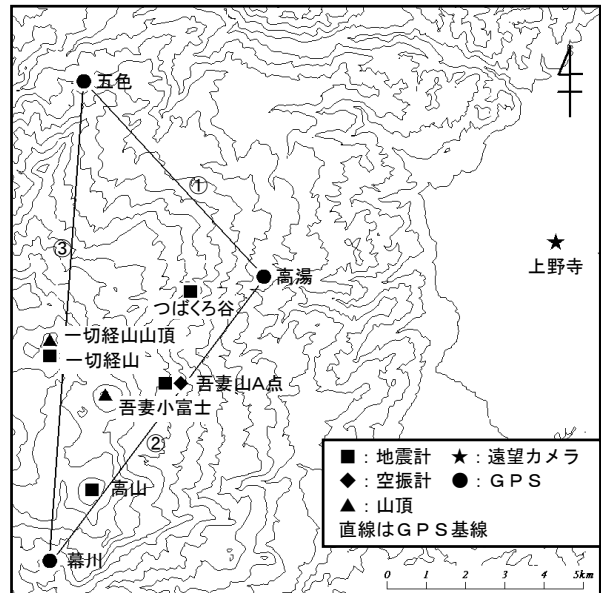 五色
①
③
高湯
上野寺
つばくろ谷
一切経山山頂
一切経山
吾妻山A点
吾妻小富士
②
高山
幕川
■：地震計 ★：遠望カメラ
◆：空振計 ●：ＧＰＳ
▲：山頂
直線はＧＰＳ基線
0 1 2 3 4 5km